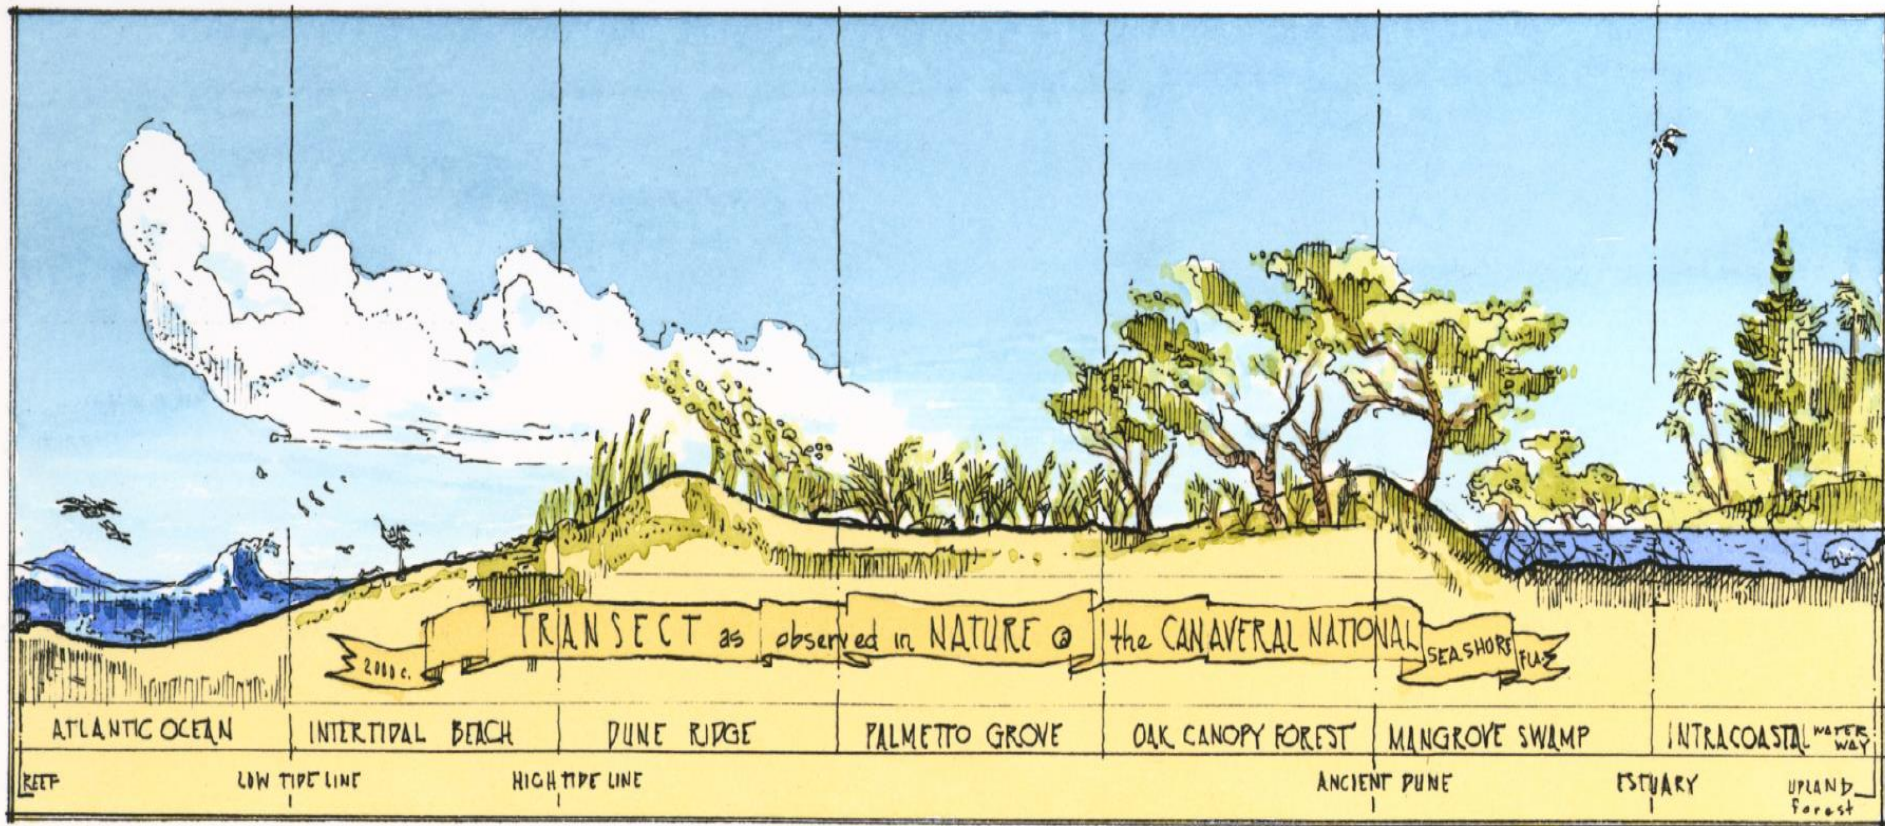 2000 c. TRANSECT as observed in NATURE @ the CANAVERAL NATIONAL SEASHORE FLA
ATLANTIC OCEAN INTERTIDAL BEACH DUNE RIDGE PALMETTO GROVE OAK CANOPY FOREST MANGROVE SWAMP INTRACOASTAL WATER WAY
REEF LOW TIDE LINE HIGH TIDE LINE ANCIENT DUNE ESTUARY UPLAND Forest